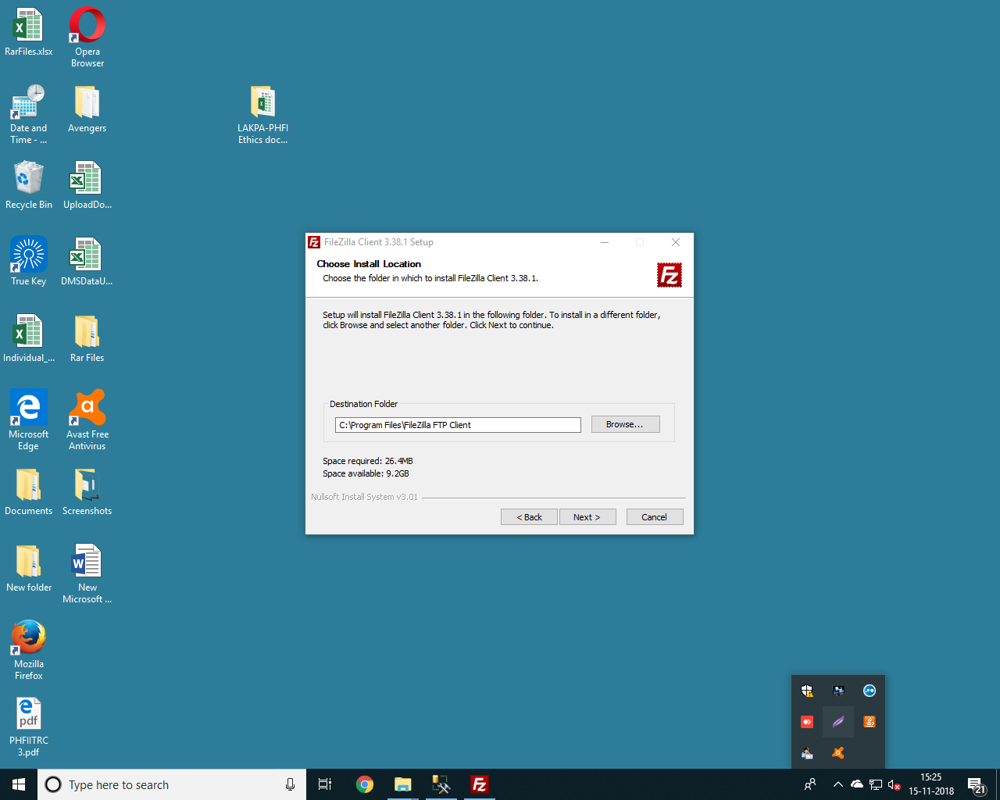 RarFiles.xlsx
Opera
Browser
Date and
Time - ...
Avengers
LAKPA-PHFI
Ethics doc...
Recycle Bin
UploadDo...
True Key
DMSDataU...
Individual_...
Rar Files
Microsoft
Edge
Avast Free
Antivirus
Documents
Screenshots
New folder
New
Microsoft ...
Mozilla
Firefox
pdf
PHFIITRC
3.pdf
FileZilla Client 3.38.1 Setup
Choose Install Location
Choose the folder in which to install FileZilla Client 3.38.1.
Setup will install FileZilla Client 3.38.1 in the following folder. To install in a different folder,
click Browse and select another folder. Click Next to continue.
Destination Folder
C:\Program Files\FileZilla FTP Client
Browse...
Space required: 26.4MB
Space available: 9.2GB
Nullsoft Install System v3.01
< Back
Next >
Cancel
Type here to search
15:25
15-11-2018
21